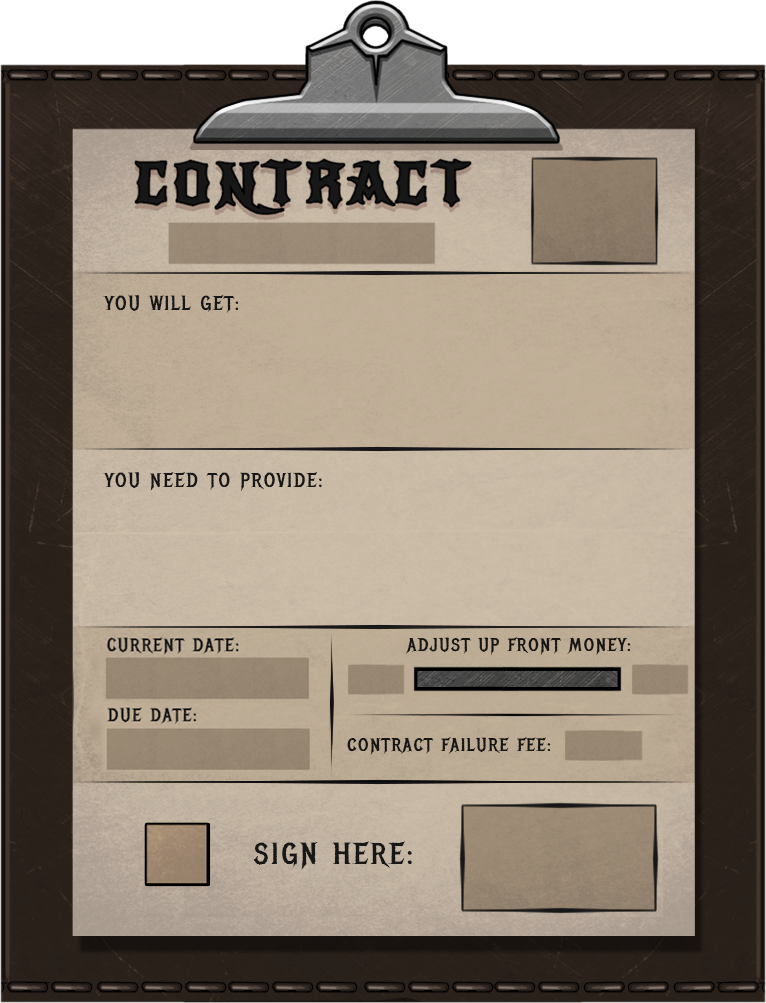 CONTRACT
YOU WILL GET:
YOU NEED TO PROVIDE:
CURRENT DATE:
DUE DATE:
ADJUST UP FRONT MONEY:
CONTRACT FAILURE FEE:
SIGN HERE: